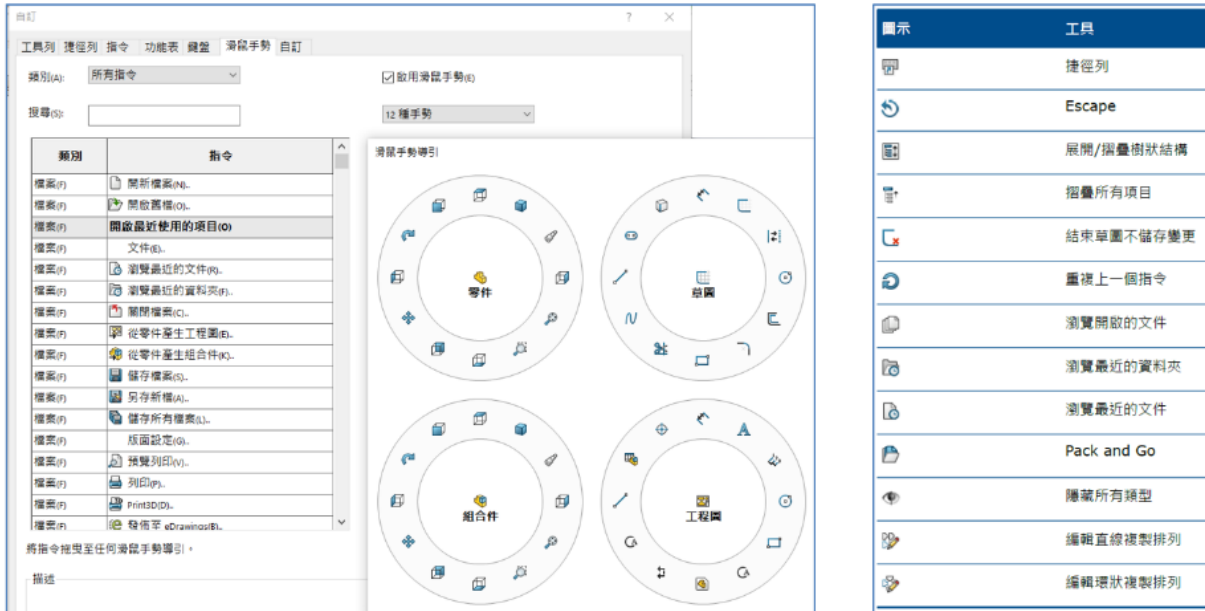 自訂
?
工具列 捷徑列 指令 功能表 鍵盤 滑鼠手勢 自訂
類別(A): 所有指令
啟用滑鼠手勢(E)
搜尋(S):
12 種手勢
類別 指令
檔案(F) 開新檔案(N)...
檔案(F) 開啟舊檔(O)...
檔案(F) 開啟最近使用的項目(O)
檔案(F) 文件(E)...
檔案(F) 瀏覽最近的文件(R)...
檔案(F) 瀏覽最近的資料夾(F)...
檔案(F) 關閉檔案(C)...
檔案(F) 從零件產生工程圖(E)...
檔案(F) 從零件產生組合件(K)...
檔案(F) 儲存檔案(S)...
檔案(F) 另存新檔(A)...
檔案(F) 儲存所有檔案(L)...
檔案(F) 版面設定(G)...
檔案(F) 預覽列印(V)...
檔案(F) 列印(P)...
檔案(F) Print3D(D)...
檔案(F) 發佈至 eDrawings(B)...
將指令拖曳至任何滑鼠手勢導引。
描述
滑鼠手勢導引
零件
草圖
組合件
工程圖
圖示 工具
捷徑列
Escape
展開/摺疊樹狀結構
摺疊所有項目
結束草圖不儲存變更
重複上一個指令
瀏覽開啟的文件
瀏覽最近的資料夾
瀏覽最近的文件
Pack and Go
隱藏所有類型
編輯直線複製排列
編輯環狀複製排列